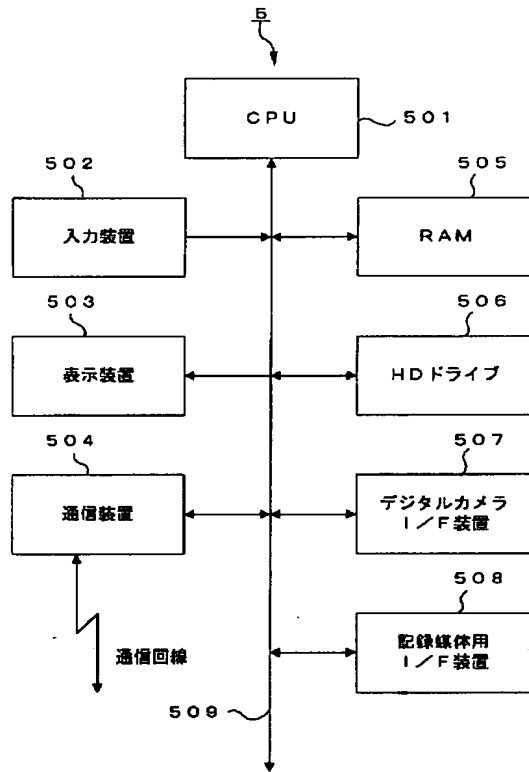 5
CPU
501
502
入力装置
505
RAM
503
表示装置
506
HDドライブ
504
通信装置
507
デジタルカメラ
I/F装置
通信回線
508
記録媒体用
I/F装置
509